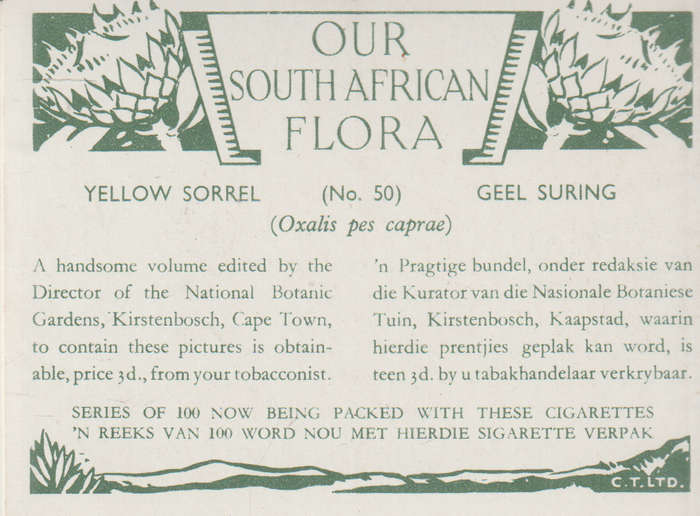 OUR
SOUTH AFRICAN
FLORA
YELLOW SORREL (No. 50) GEEL SURING
(Oxalis pes caprae)
A handsome volume edited by the
Director of the National Botanic
Gardens, Kirstenbosch, Cape Town,
to contain these pictures is obtain-
able, price 3d., from your tobacconist.
'n Pragtige bundel, onder redaksie van
die Kurator van die Nasionale Botaniese
Tuin, Kirstenbosch, Kaapstad, waarin
hierdie prentjies geplak kan word, is
teen 3d. by u tabakhandelaar verkrybaar.
SERIES OF 100 NOW BEING PACKED WITH THESE CIGARETTES
'N REEKS VAN 100 WORD NOU MET HIERDIE SIGARETTE VERPAK
C.T. LTD.